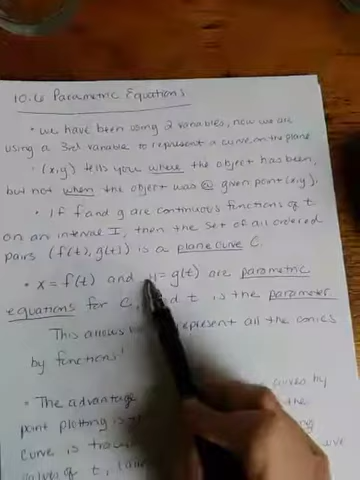 10.6 Parametric Equations
• we have been using 2 variables, now we are
using a 3rd variable to represent a curve on the plane
• (x,y) tells you where the object has been,
but not when the object was @ given point (x,y).
• If f and g are continuous functions of t
on an interval I, then the set of all ordered
pairs (f(t), g(t)) is a plane curve C.
• x = f(t) and y = g(t) are parametric
equations for C, and t is the parameter.
This allows represent all the conics
by functions!
• The advantage
point plotting is the
curve is
values of t,